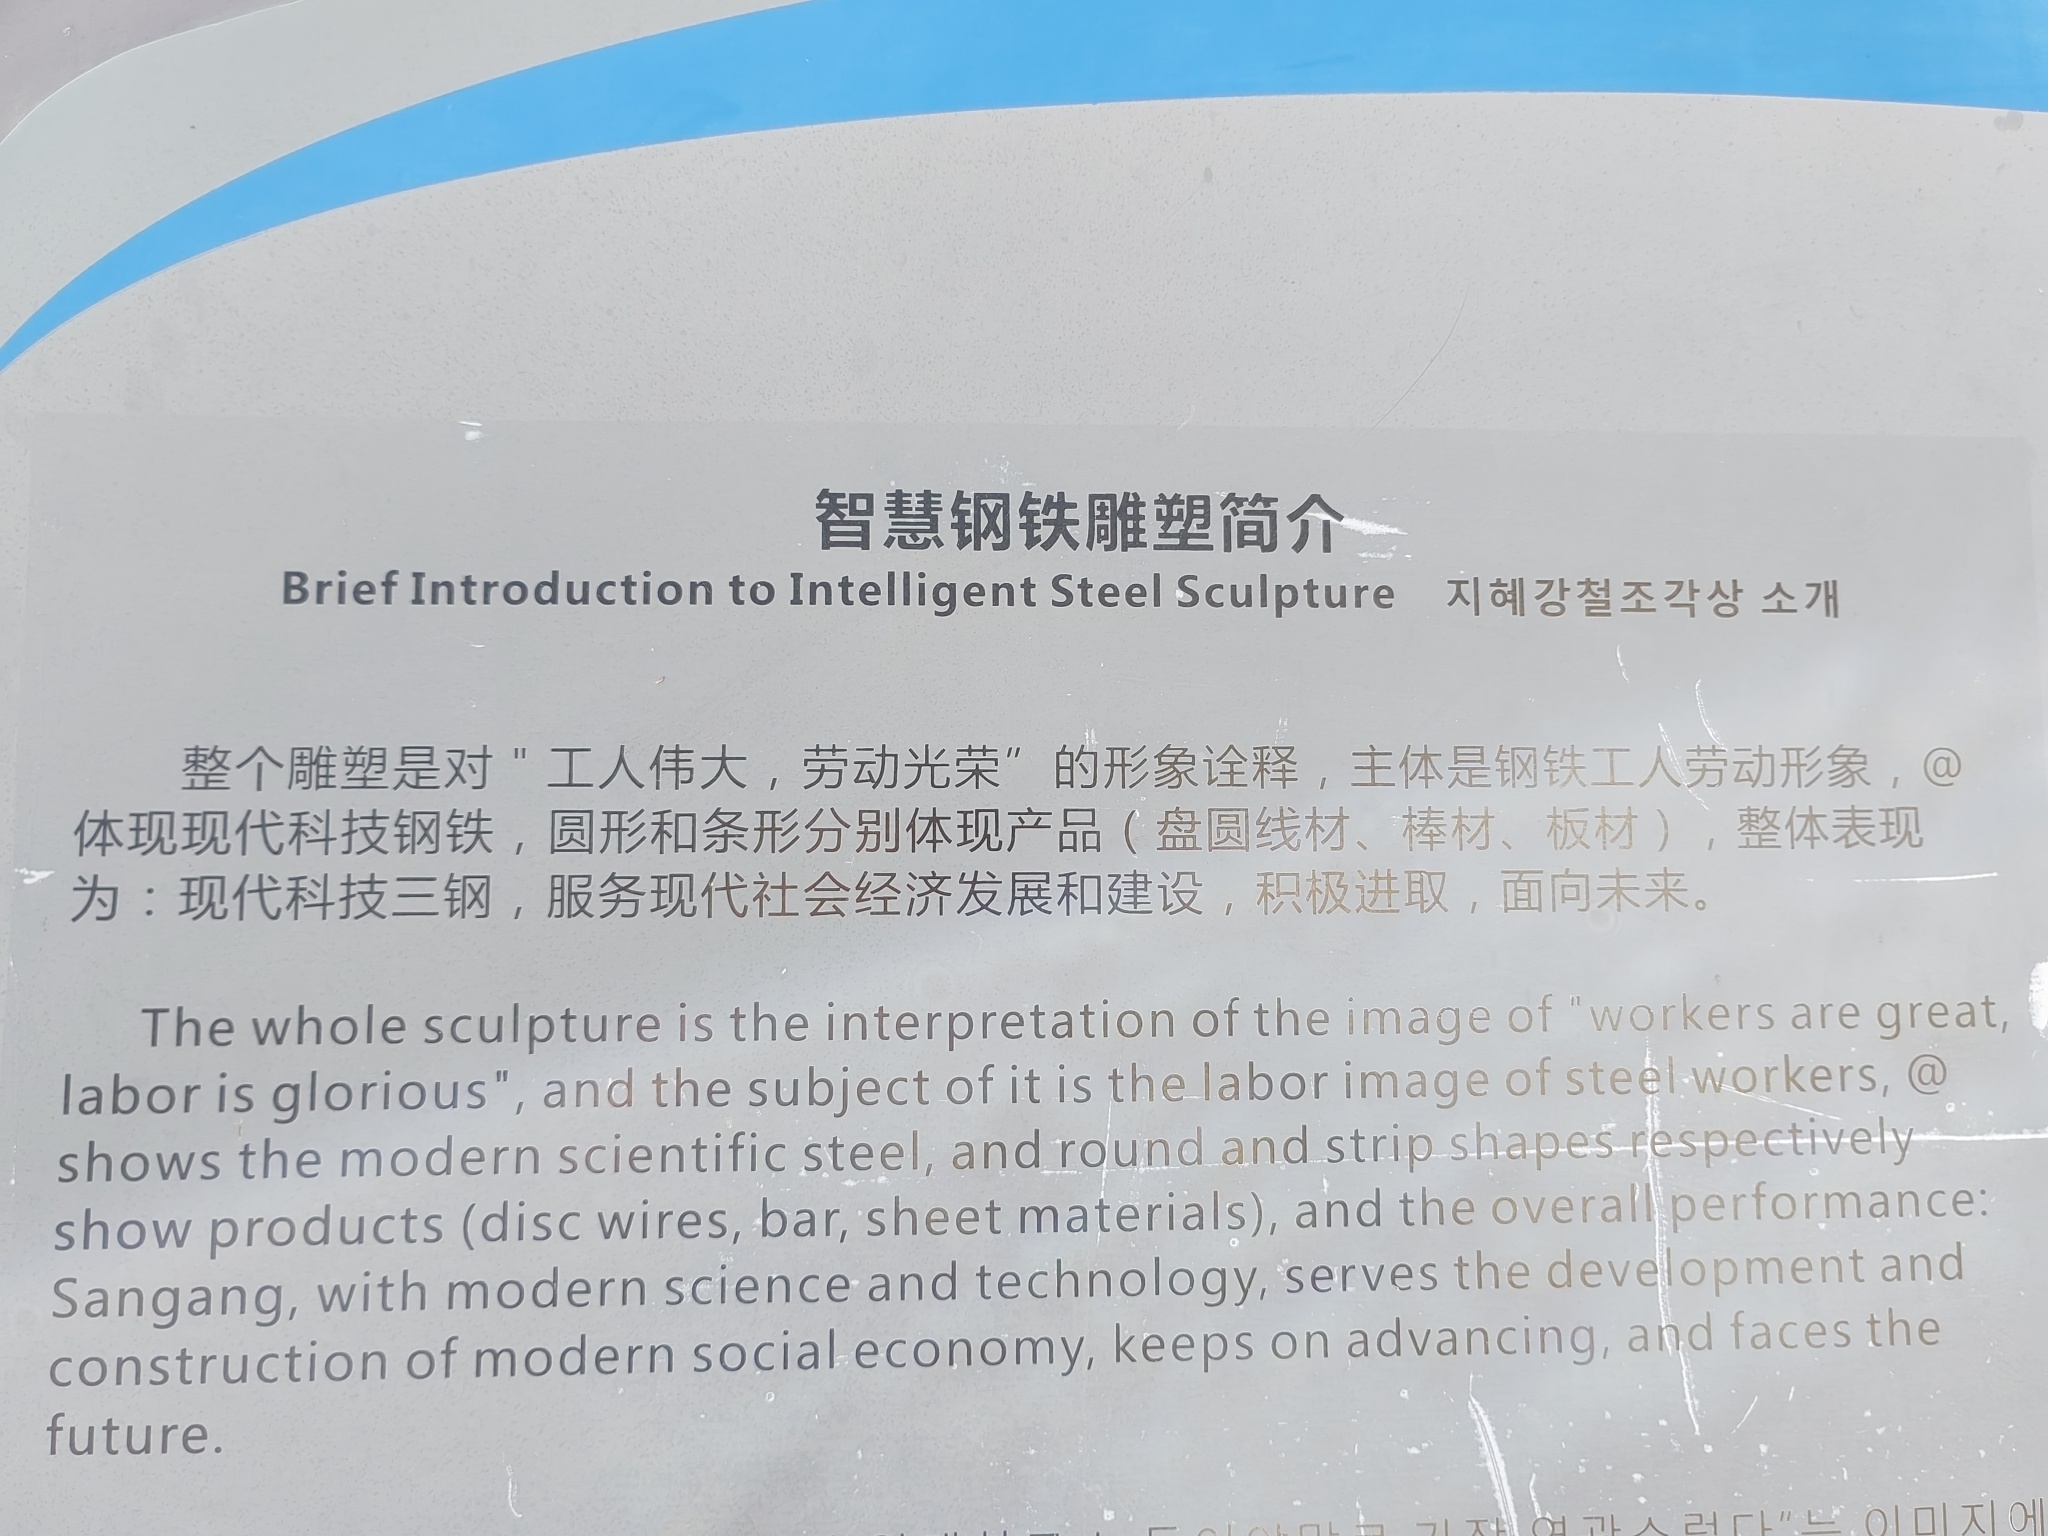 智慧钢铁雕塑简介
Brief Introduction to Intelligent Steel Sculpture 지혜강철조각상 소개
整个雕塑是对"工人伟大，劳动光荣"的形象诠释，主体是钢铁工人劳动形象，@
体现现代科技钢铁，圆形和条形分别体现产品（盘圆线材、棒材、板材），整体表现
为：现代科技三钢，服务现代社会经济发展和建设，积极进取，面向未来。
The whole sculpture is the interpretation of the image of "workers are great,
labor is glorious", and the subject of it is the labor image of steel workers, @
shows the modern scientific steel, and round and strip shapes respectively
show products (disc wires, bar, sheet materials), and the overall performance:
Sangang, with modern science and technology, serves the development and
construction of modern social economy, keeps on advancing, and faces the
future.